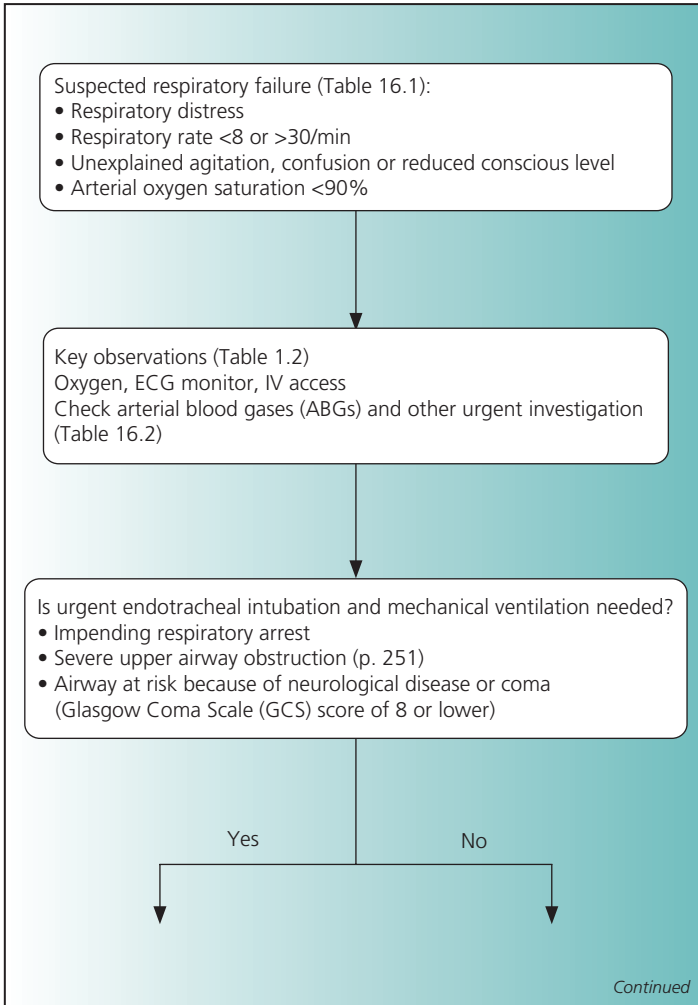 Suspected respiratory failure (Table 16.1):
• Respiratory distress
• Respiratory rate <8 or >30/min
• Unexplained agitation, confusion or reduced conscious level
• Arterial oxygen saturation <90%
Key observations (Table 1.2)
Oxygen, ECG monitor, IV access
Check arterial blood gases (ABGs) and other urgent investigation
(Table 16.2)
Is urgent endotracheal intubation and mechanical ventilation needed?
• Impending respiratory arrest
• Severe upper airway obstruction (p. 251)
• Airway at risk because of neurological disease or coma
(Glasgow Coma Scale (GCS) score of 8 or lower)
Yes
No
Continued